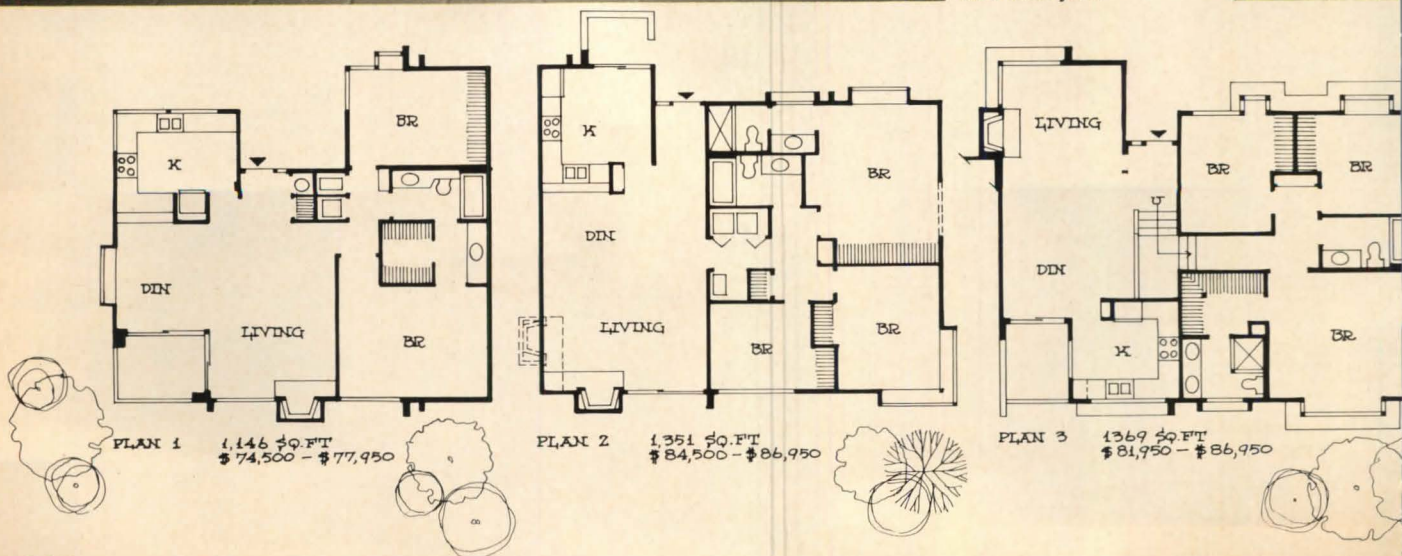 BR
K
DIN
LIVING
BR
PLAN 1
1,146 SQ.FT
$74,500 - $77,950
K
BR
DIN
LIVING
BR
BR
PLAN 2
1,351 SQ.FT
$84,500 - $86,950
LIVING
BR
BR
DIN
K
BR
PLAN 3
1369 SQ.FT
$81,950 - $86,950